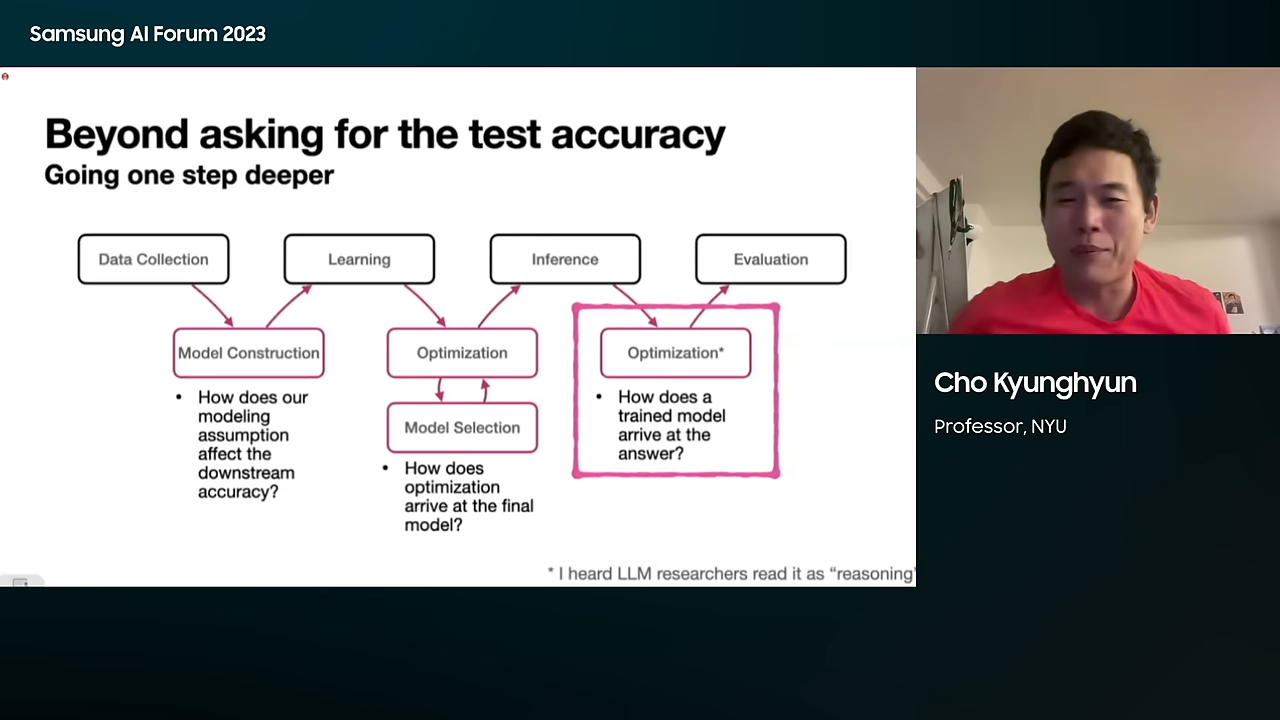 Samsung AI Forum 2023
Beyond asking for the test accuracy
Going one step deeper
Data Collection
Learning
Inference
Evaluation
Model Construction
Optimization
Optimization*
• How does our
modeling
assumption
affect the
downstream
accuracy?
Model Selection
• How does
optimization
arrive at the final
model?
• How does a
trained model
arrive at the
answer?
* I heard LLM researchers read it as “reasoning”
Cho Kyunghyun
Professor, NYU